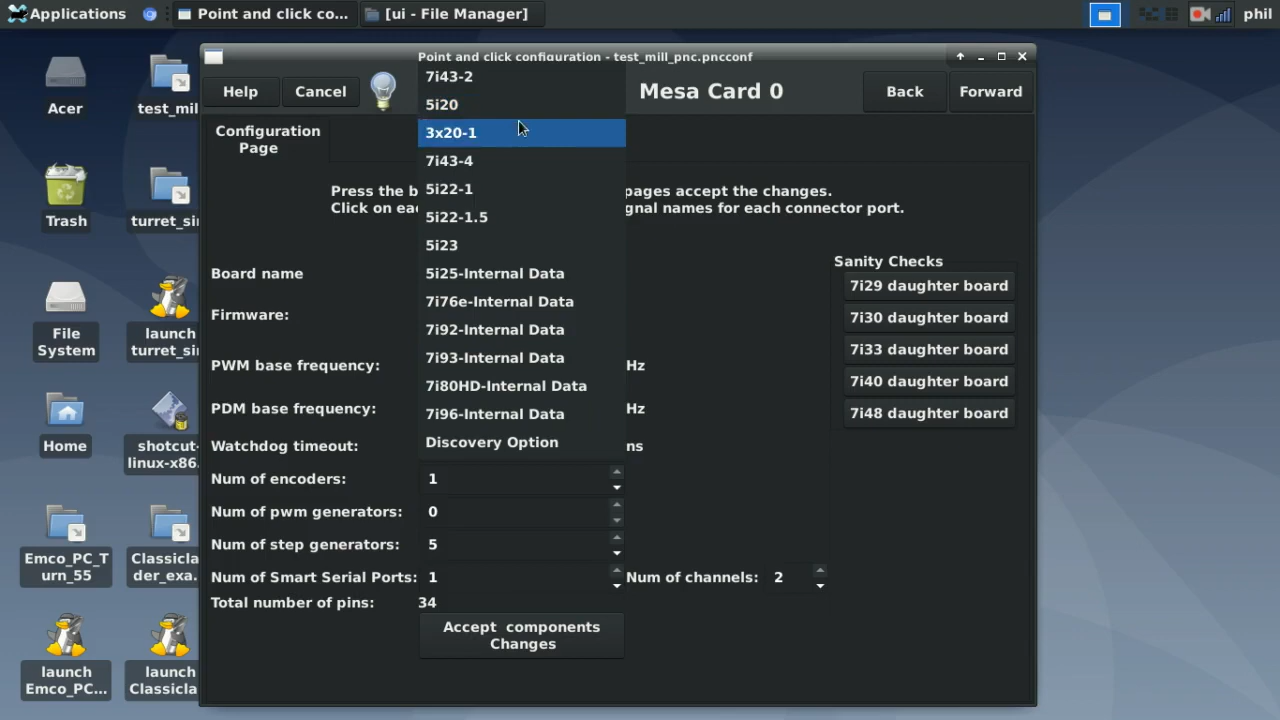 Applications
Point and click co...
[ui - File Manager]
phil
Point and click configuration - test_mill_pnc.pncconf
Help
Cancel
Mesa Card 0
Back
Forward
Configuration
Page
7i43-2
5i20
3x20-1
7i43-4
5i22-1
5i22-1.5
5i23
5i25-Internal Data
7i76e-Internal Data
7i92-Internal Data
7i93-Internal Data
7i80HD-Internal Data
7i96-Internal Data
Discovery Option
Press the b
pages accept the changes.
Click on eac
gnal names for each connector port.
Board name
Firmware:
PWM base frequency:
Hz
PDM base frequency:
Hz
Watchdog timeout:
ns
Num of encoders:
1
Num of pwm generators:
0
Num of step generators:
5
Num of Smart Serial Ports:
1
Num of channels:
2
Total number of pins:
34
Accept components
Changes
Sanity Checks
7i29 daughter board
7i30 daughter board
7i33 daughter board
7i40 daughter board
7i48 daughter board
Acer
test_mil
Trash
turret_sin
File
System
launch
turret_sin
Home
shotcut-
linux-x86.
Emco_PC_T
urn_55
Classicla
der_exa.
launch
Emco_PC...
launch
Classicla